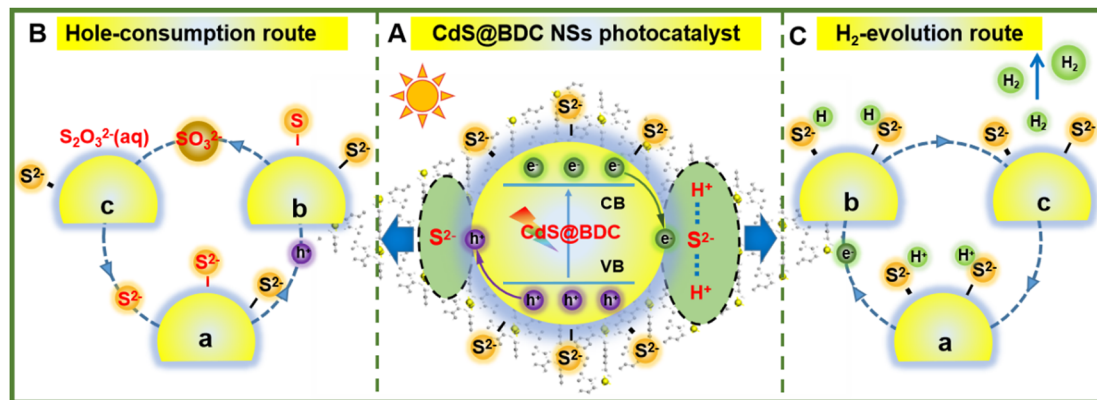 B Hole-consumption route
S₂O₃²⁻(aq)
SO₃²⁻
S
S²⁻
S²⁻
c
b
h⁺
S²⁻
S²⁻
S²⁻
a
A CdS@BDC NSs photocatalyst
S²⁻
S²⁻
S²⁻
e⁻ e⁻ e⁻
CB
H⁺
S²⁻
h⁺
CdS@BDC
e
S²⁻
VB
H⁺
h⁺ h⁺ h⁺
S²⁻
S²⁻
S²⁻
C H₂-evolution route
H₂
H₂
H₂
H
H
S²⁻
S²⁻
S²⁻
S²⁻
b
c
e
H⁺
H⁺
S²⁻
S²⁻
a